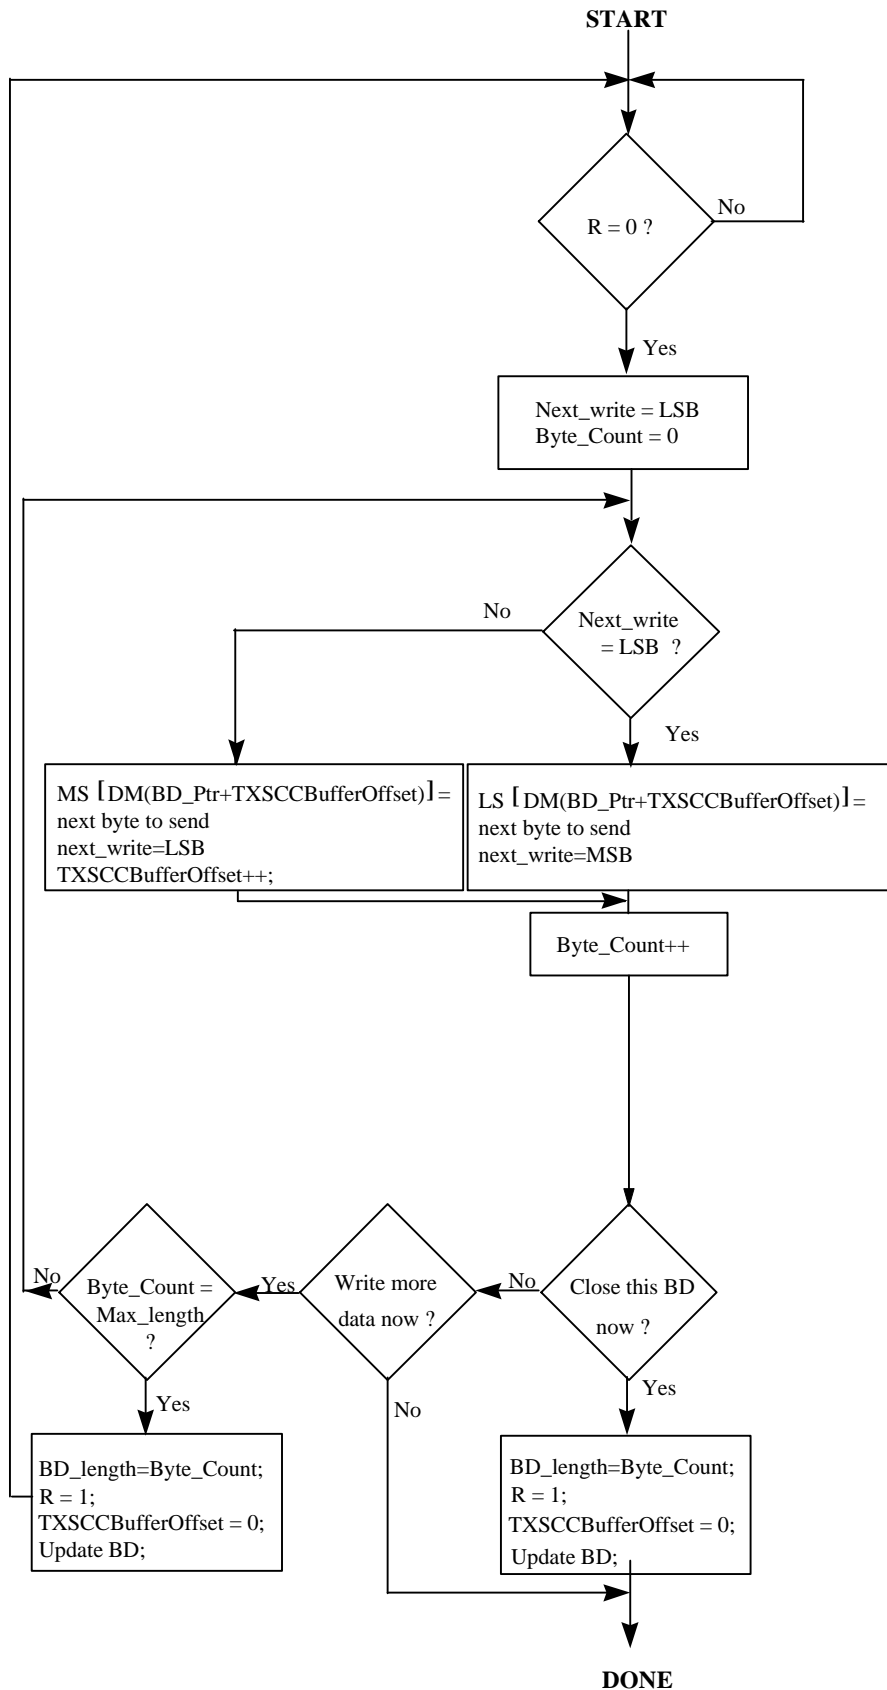 START
R = 0 ?
No
Yes
Next_write = LSB
Byte_Count = 0
No
Next_write
= LSB ?
Yes
MS [DM(BD_Ptr+TXSCCBufferOffset)] =
next byte to send
next_write=LSB
TXSCCBufferOffset++;
LS [DM(BD_Ptr+TXSCCBufferOffset)] =
next byte to send
next_write=MSB
Byte_Count++
No
Byte_Count =
Max_length
?
Yes
Write more
data now ?
No
Close this BD
now ?
Yes
No
Yes
BD_length=Byte_Count;
R = 1;
TXSCCBufferOffset = 0;
Update BD;
BD_length=Byte_Count;
R = 1;
TXSCCBufferOffset = 0;
Update BD;
DONE